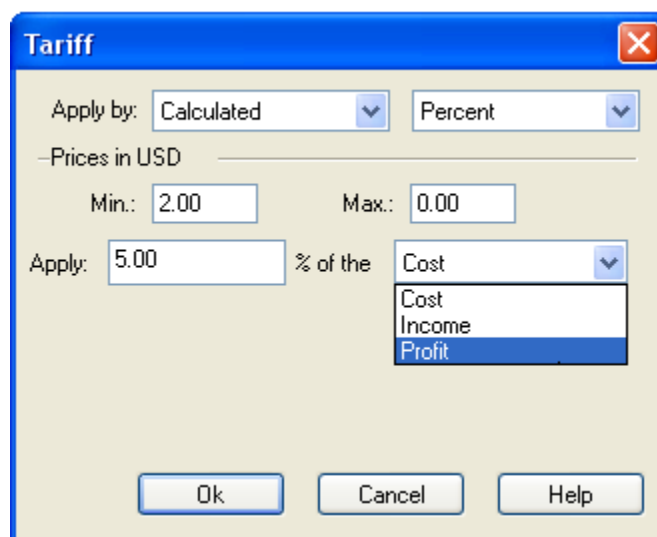 Tariff
Apply by: Calculated Percent
Prices in USD
Min.: 2.00 Max.: 0.00
Apply: 5.00 % of the Cost
Cost
Income
Profit
Ok Cancel Help